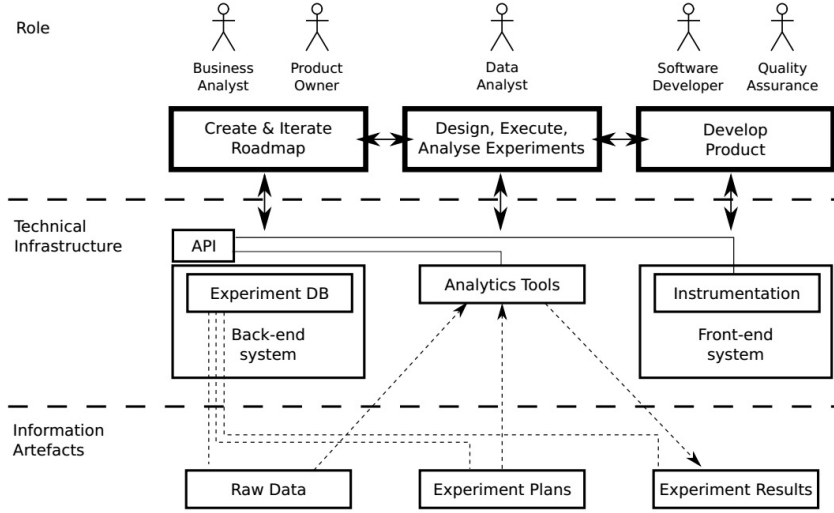 Role
Business
Analyst
Product
Owner
Data
Analyst
Software
Developer
Quality
Assurance
Create & Iterate
Roadmap
Design, Execute,
Analyse Experiments
Develop
Product
Technical
Infrastructure
API
Experiment DB
Back-end
system
Analytics Tools
Instrumentation
Front-end
system
Information
Artefacts
Raw Data
Experiment Plans
Experiment Results